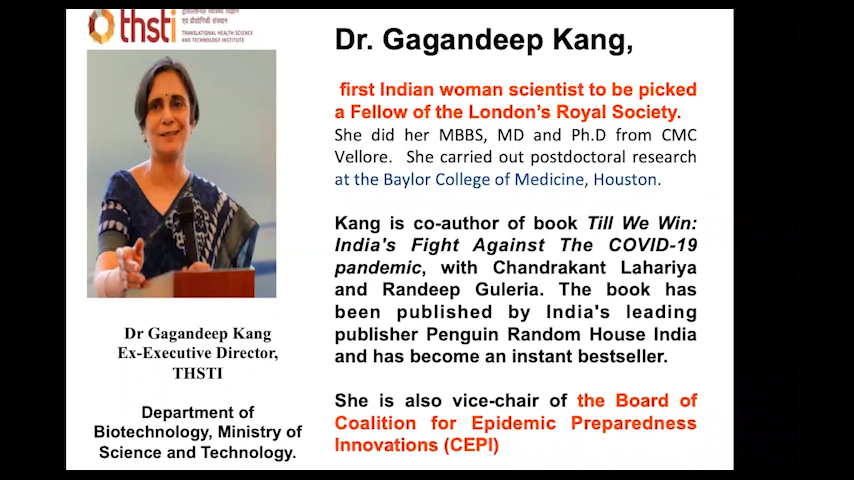 ट्रांसलेशनल स्वास्थ्य विज्ञान
एवं प्रौद्योगिकी संस्थान
thsti
TRANSLATIONAL HEALTH SCIENCE
AND TECHNOLOGY INSTITUTE
Dr. Gagandeep Kang,
first Indian woman scientist to be picked
a Fellow of the London's Royal Society.
She did her MBBS, MD and Ph.D from CMC
Vellore. She carried out postdoctoral research
at the Baylor College of Medicine, Houston.
Kang is co-author of book Till We Win:
India's Fight Against The COVID-19
pandemic, with Chandrakant Lahariya
and Randeep Guleria. The book has
been published by India's leading
publisher Penguin Random House India
and has become an instant bestseller.
She is also vice-chair of the Board of
Coalition for Epidemic Preparedness
Innovations (CEPI)
Dr Gagandeep Kang
Ex-Executive Director,
THSTI
Department of
Biotechnology, Ministry of
Science and Technology.